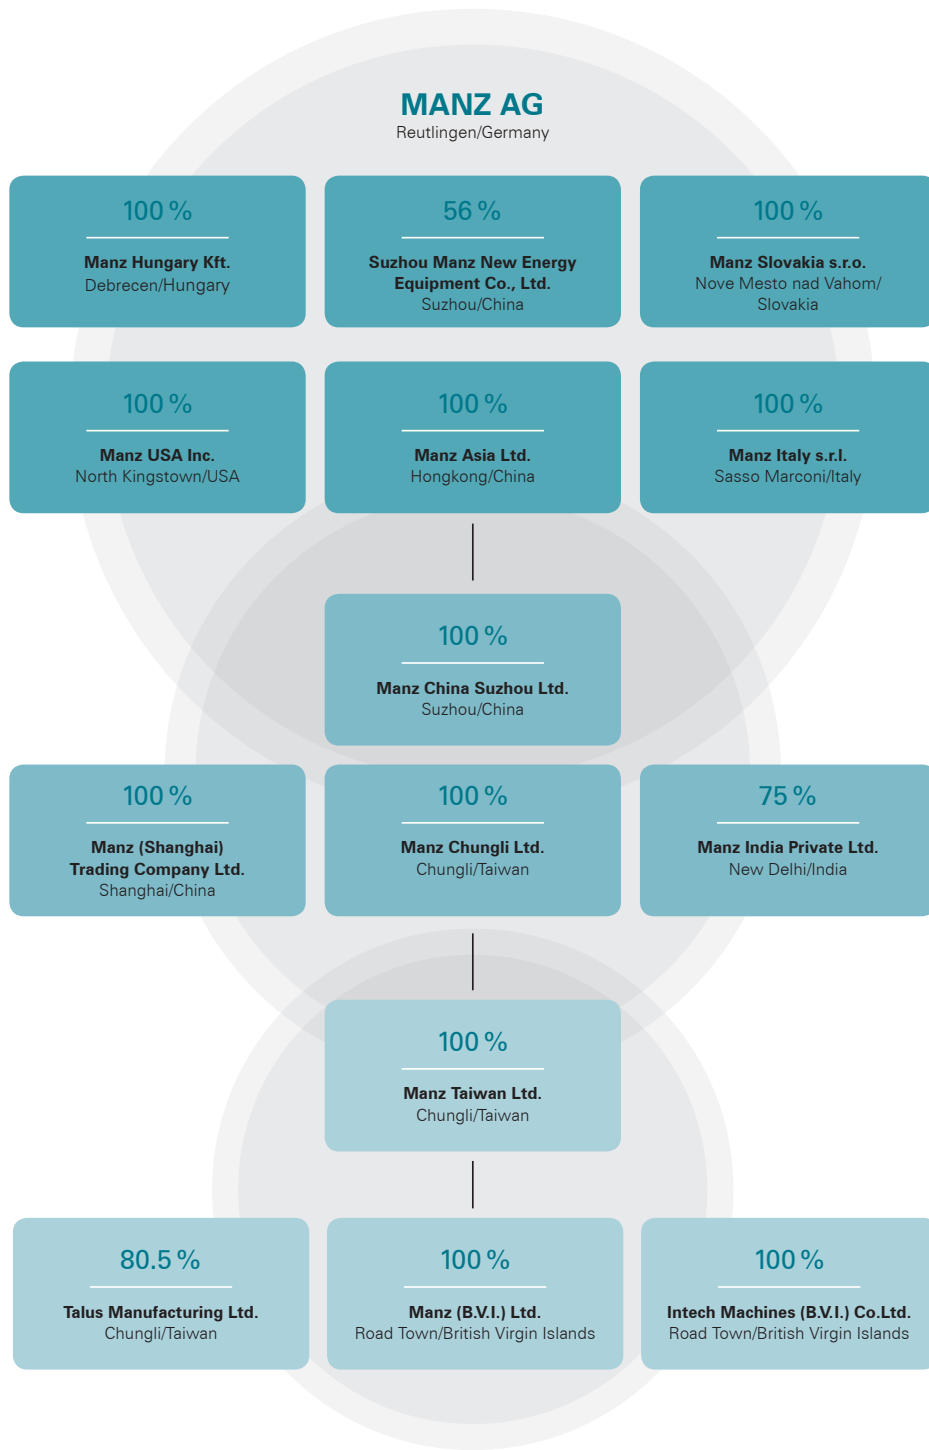 MANZ AG
Reutlingen/Germany
100 %
Manz Hungary Kft.
Debrecen/Hungary
56 %
Suzhou Manz New Energy
Equipment Co., Ltd.
Suzhou/China
100 %
Manz Slovakia s.r.o.
Nove Mesto nad Vahom/
Slovakia
100 %
Manz USA Inc.
North Kingstown/USA
100 %
Manz Asia Ltd.
Hongkong/China
100 %
Manz Italy s.r.l.
Sasso Marconi/Italy
100 %
Manz China Suzhou Ltd.
Suzhou/China
100 %
Manz (Shanghai)
Trading Company Ltd.
Shanghai/China
100 %
Manz Chungli Ltd.
Chungli/Taiwan
75 %
Manz India Private Ltd.
New Delhi/India
100 %
Manz Taiwan Ltd.
Chungli/Taiwan
80.5 %
Talus Manufacturing Ltd.
Chungli/Taiwan
100 %
Manz (B.V.I.) Ltd.
Road Town/British Virgin Islands
100 %
Intech Machines (B.V.I.) Co.Ltd.
Road Town/British Virgin Islands